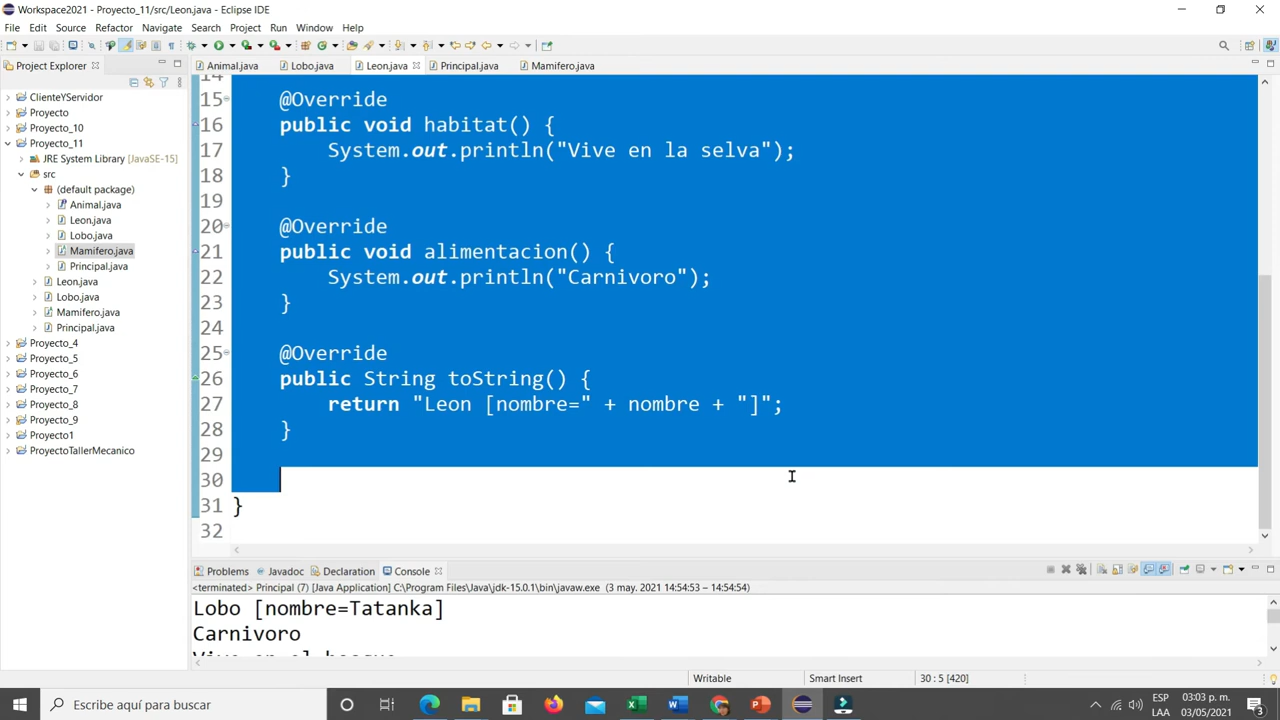 Workspace2021 - Proyecto_11/src/Leon.java - Eclipse IDE
File Edit Source Refactor Navigate Search Project Run Window Help
Project Explorer
Animal.java Lobo.java Leon.java Principal.java Mamifero.java
ClienteYServidor
Proyecto
Proyecto_10
Proyecto_11
JRE System Library [JavaSE-15]
src
(default package)
Animal.java
Leon.java
Lobo.java
Mamifero.java
Principal.java
Leon.java
Lobo.java
Mamifero.java
Principal.java
Proyecto_4
Proyecto_5
Proyecto_6
Proyecto_7
Proyecto_8
Proyecto_9
Proyecto1
ProyectoTallerMecanico
14
15 @Override
16 public void habitat() {
17 System.out.println("Vive en la selva");
18 }
19
20 @Override
21 public void alimentacion() {
22 System.out.println("Carnivoro");
23 }
24
25 @Override
26 public String toString() {
27 return "Leon [nombre=" + nombre + "]";
28 }
29
30
31 }
32
Problems Javadoc Declaration Console
<terminated> Principal (7) [Java Application] C:\Program Files\Java\jdk-15.0.1\bin\javaw.exe (3 may. 2021 14:54:53 – 14:54:54)
Lobo [nombre=Tatanka]
Carnivoro
Vive en el bosque
Writable Smart Insert 30 : 5 [420]
Escribe aquí para buscar
ESP
LAA
03:03 p. m.
03/05/2021
3